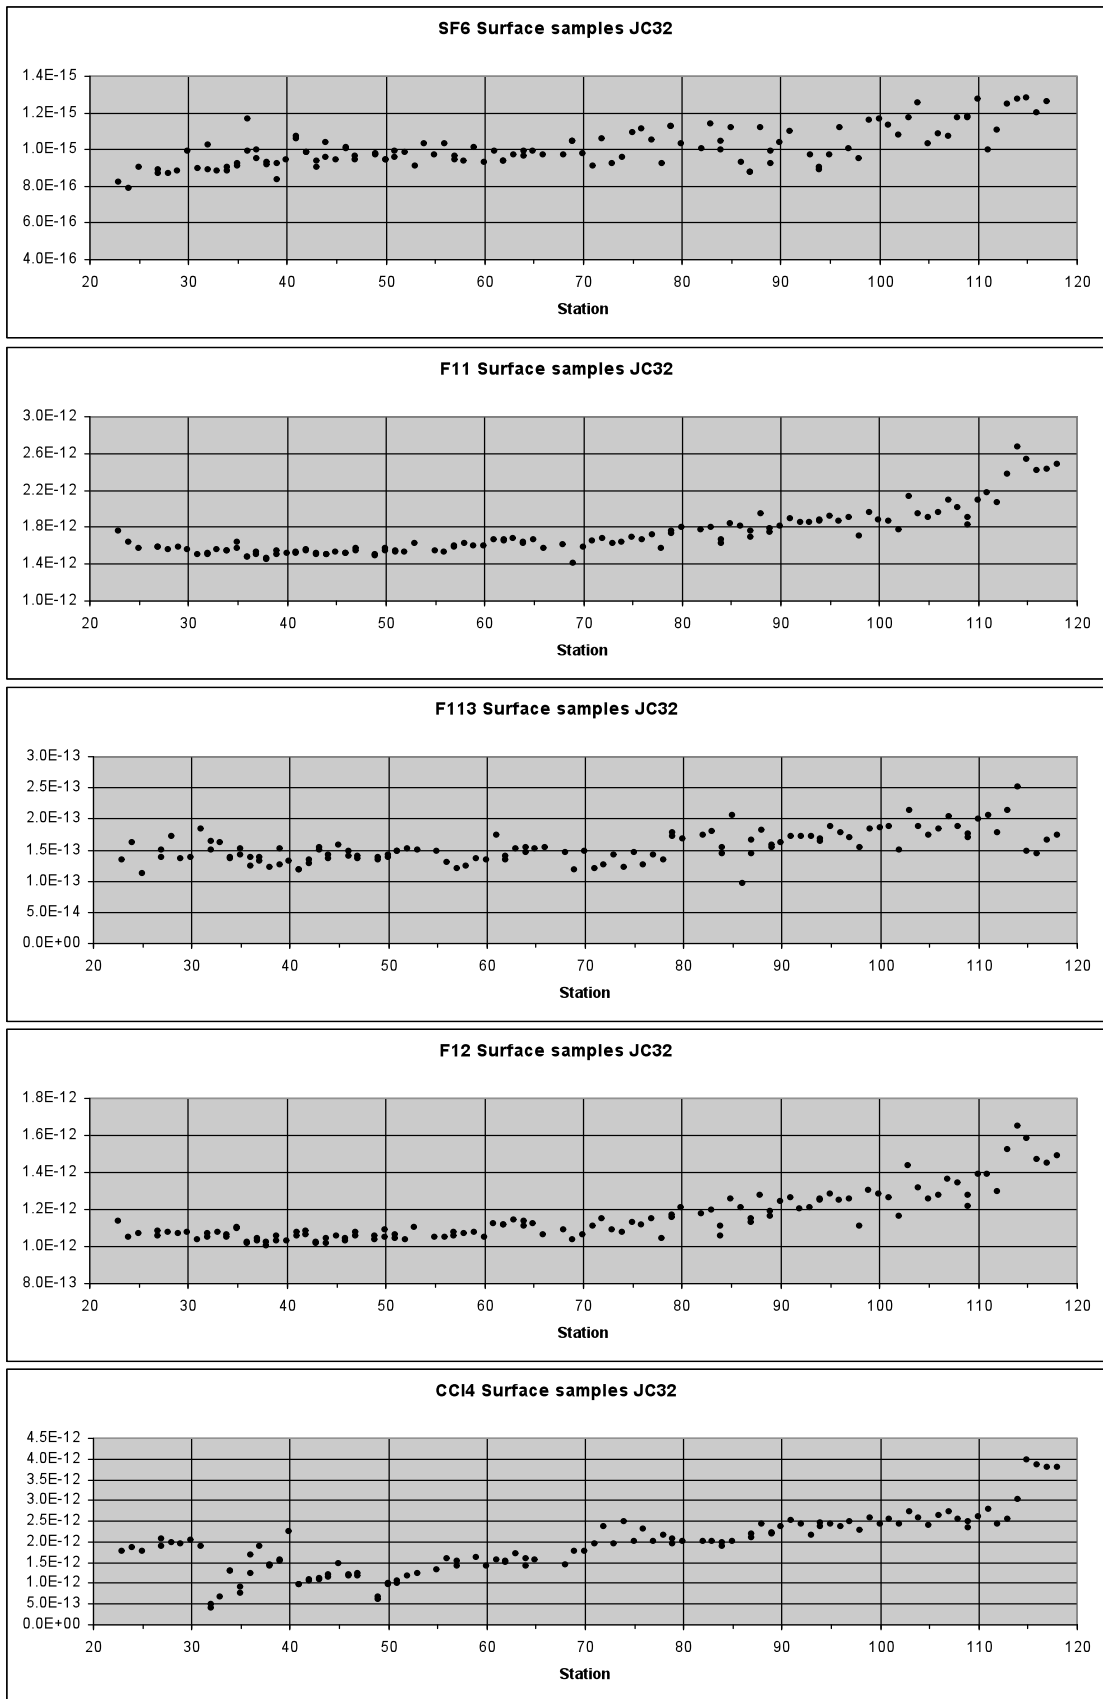 SF6 Surface samples JC32
1.4E-15
1.2E-15
1.0E-15
8.0E-16
6.0E-16
4.0E-16
20 30 40 50 60 70 80 90 100 110 120
Station
F11 Surface samples JC32
3.0E-12
2.6E-12
2.2E-12
1.8E-12
1.4E-12
1.0E-12
20 30 40 50 60 70 80 90 100 110 120
Station
F113 Surface samples JC32
3.0E-13
2.5E-13
2.0E-13
1.5E-13
1.0E-13
5.0E-14
0.0E+00
20 30 40 50 60 70 80 90 100 110 120
Station
F12 Surface samples JC32
1.8E-12
1.6E-12
1.4E-12
1.2E-12
1.0E-12
8.0E-13
20 30 40 50 60 70 80 90 100 110 120
Station
CCl4 Surface samples JC32
4.5E-12
4.0E-12
3.5E-12
3.0E-12
2.5E-12
2.0E-12
1.5E-12
1.0E-12
5.0E-13
0.0E+00
20 30 40 50 60 70 80 90 100 110 120
Station